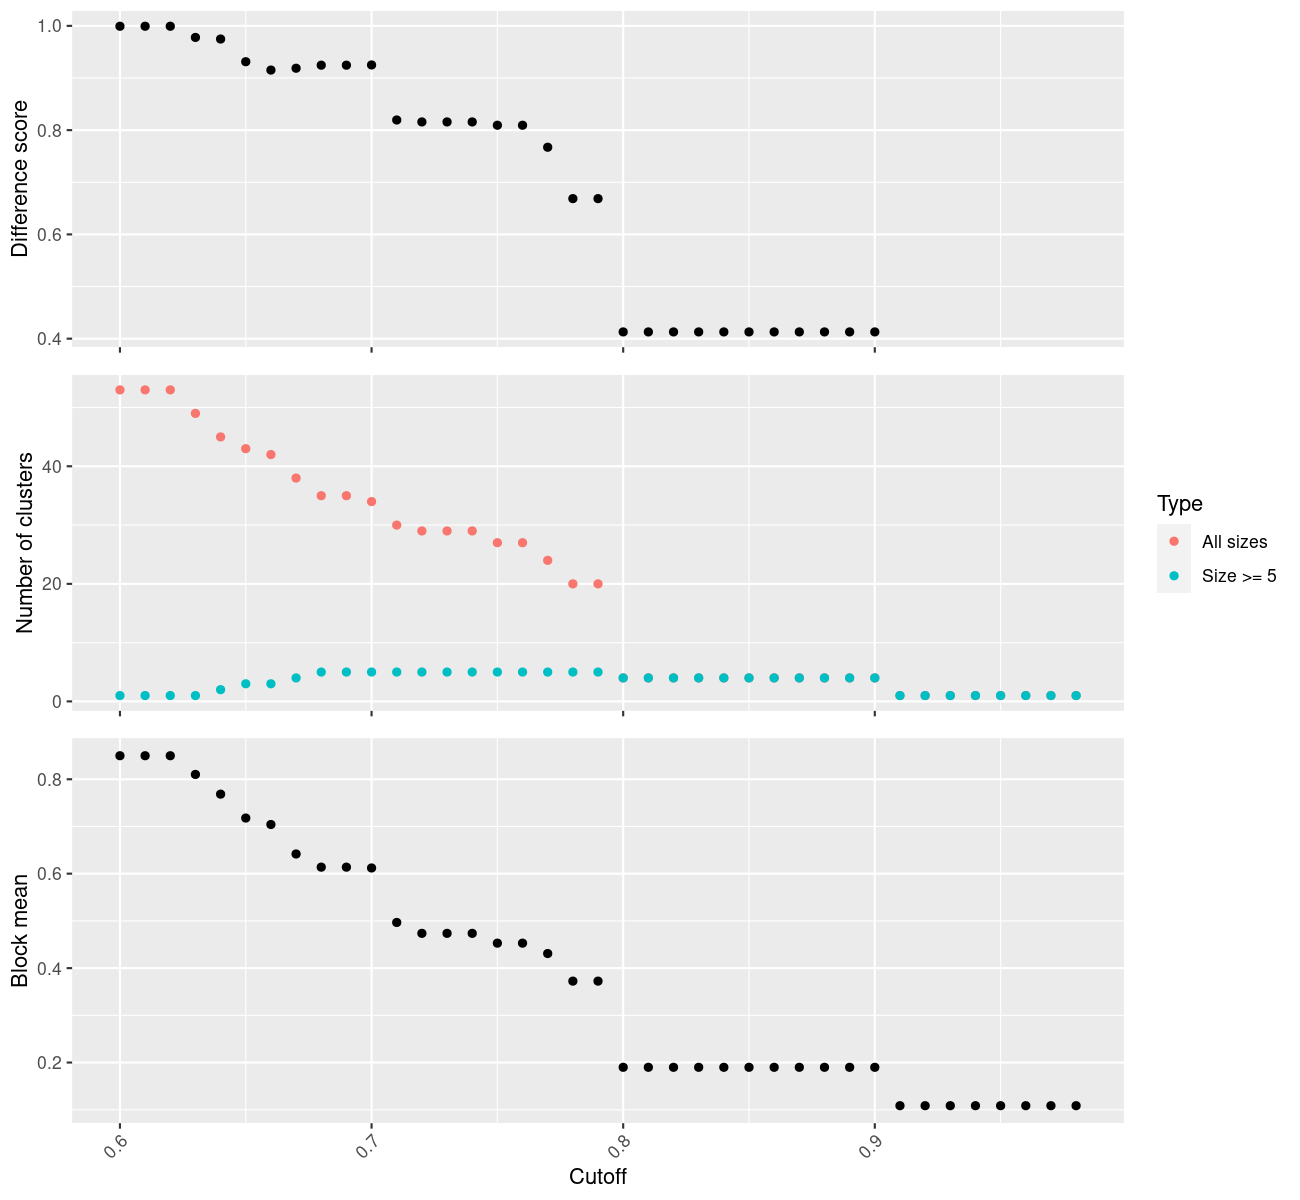 1.0
0.8
0.6
0.4
Difference score
40
20
0
Number of clusters
Type
All sizes
Size >= 5
0.8
0.6
0.4
0.2
Block mean
0.6
0.7
0.8
0.9
Cutoff